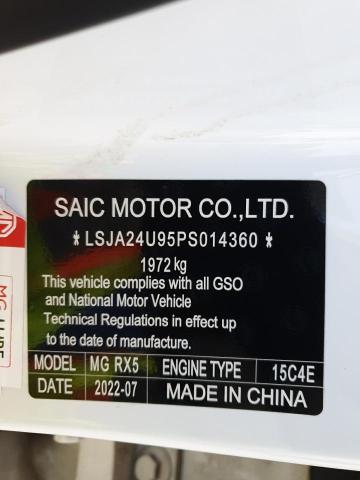 SAIC MOTOR CO.,LTD.
*LSJA24U95PS014360*
1972 kg
This vehicle complies with all GSO
and National Motor Vehicle
Technical Regulations in effect up
to the date of manufacture.
MODEL MG RX5 ENGINE TYPE 15C4E
DATE 2022-07 MADE IN CHINA
MG